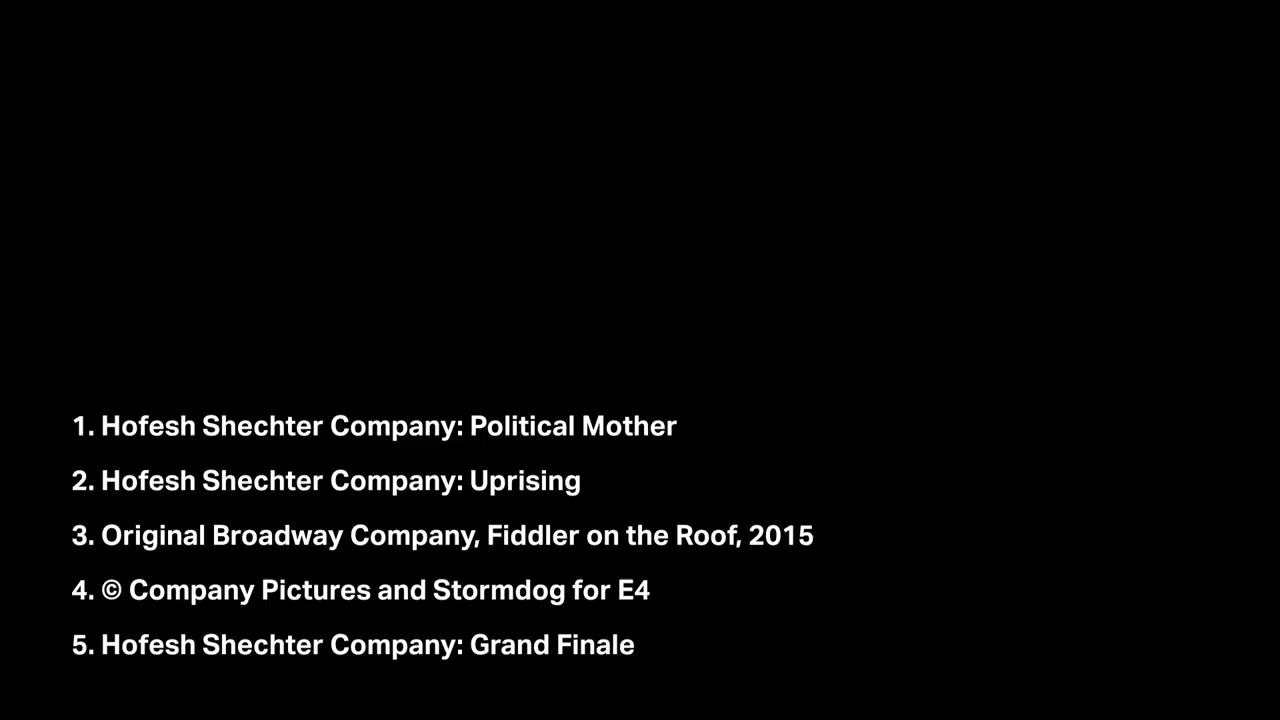 1. Hofesh Shechter Company: Political Mother
2. Hofesh Shechter Company: Uprising
3. Original Broadway Company, Fiddler on the Roof, 2015
4. © Company Pictures and Stormdog for E4
5. Hofesh Shechter Company: Grand Finale